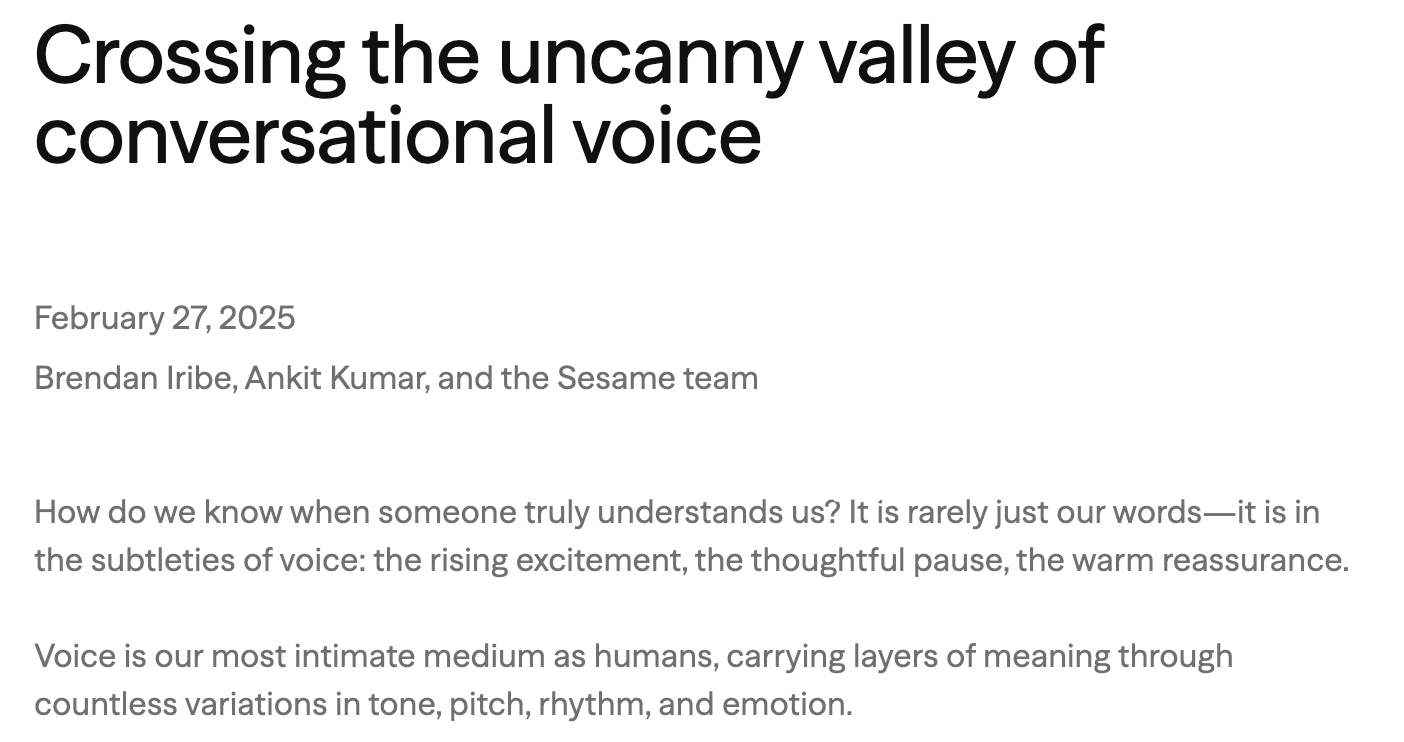 Crossing the uncanny valley of
conversational voice
February 27, 2025
Brendan Iribe, Ankit Kumar, and the Sesame team
How do we know when someone truly understands us? It is rarely just our words—it is in
the subtleties of voice: the rising excitement, the thoughtful pause, the warm reassurance.
Voice is our most intimate medium as humans, carrying layers of meaning through
countless variations in tone, pitch, rhythm, and emotion.